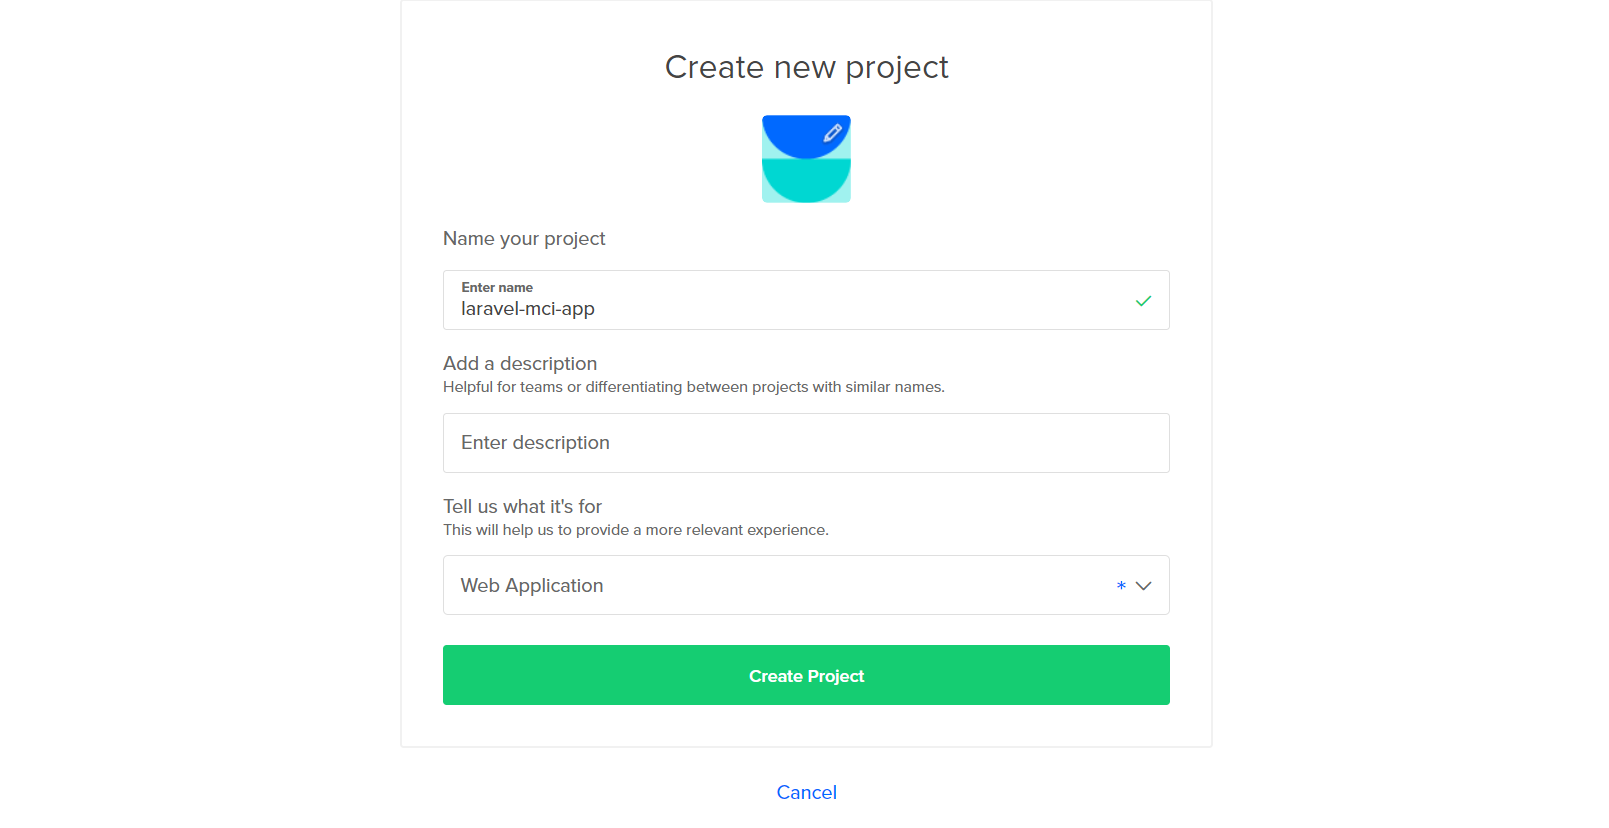 Create new project
Name your project
Enter name
laravel-mci-app
Add a description
Helpful for teams or differentiating between projects with similar names.
Enter description
Tell us what it's for
This will help us to provide a more relevant experience.
Web Application *
Create Project
Cancel